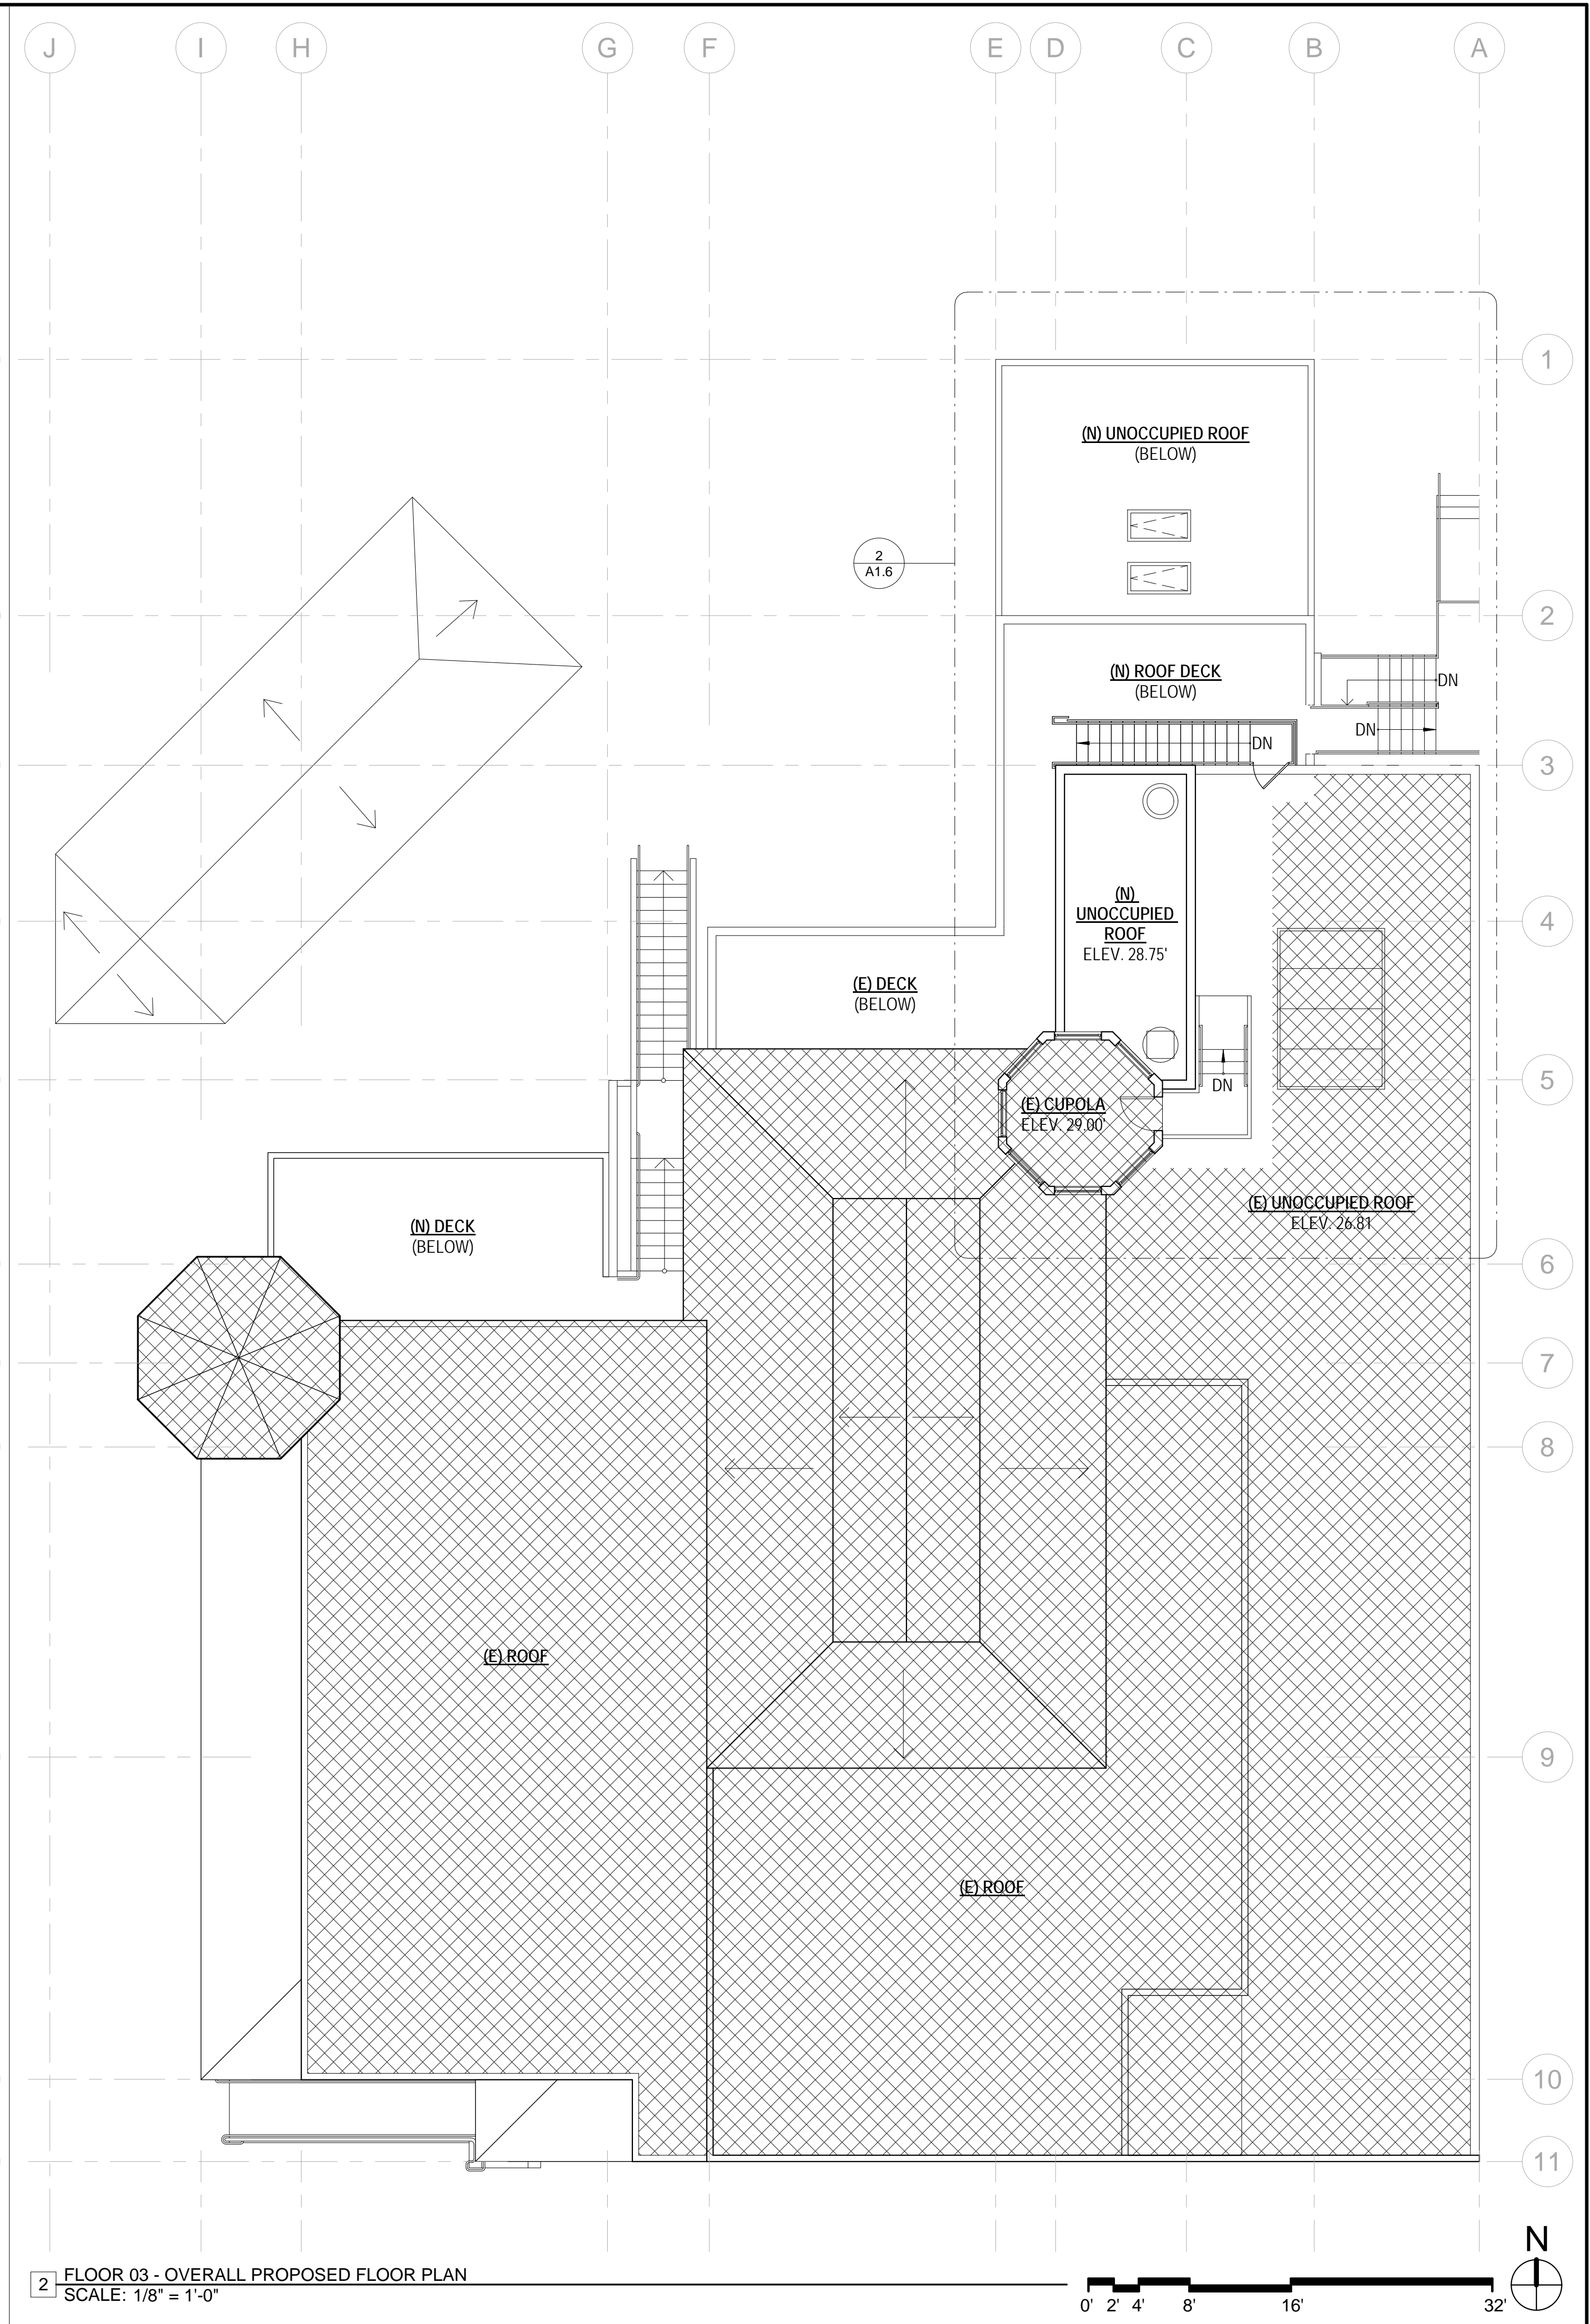 J I H G F E D C B A
1
(N) UNOCCUPIED ROOF
(BELOW)
2
A1.6
2
(N) ROOF DECK
(BELOW)
DN
DN
DN
3
(N)
UNOCCUPIED
ROOF
ELEV. 28.75'
4
(E) DECK
(BELOW)
5
DN
(E) CUPOLA
ELEV. 29.00'
(E) UNOCCUPIED ROOF
ELEV. 26.81
(N) DECK
(BELOW)
6
7
8
(E) ROOF
9
(E) ROOF
10
11
N
2 FLOOR 03 - OVERALL PROPOSED FLOOR PLAN
SCALE: 1/8" = 1'-0"
0' 2' 4' 8' 16' 32'